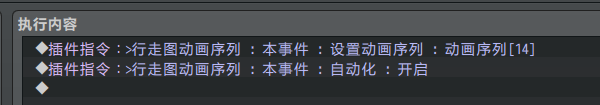 执行内容
◆插件指令：>行走图动画序列 : 本事件 : 设置动画序列 : 动画序列[14]
◆插件指令：>行走图动画序列 : 本事件 : 自动化 : 开启
◆